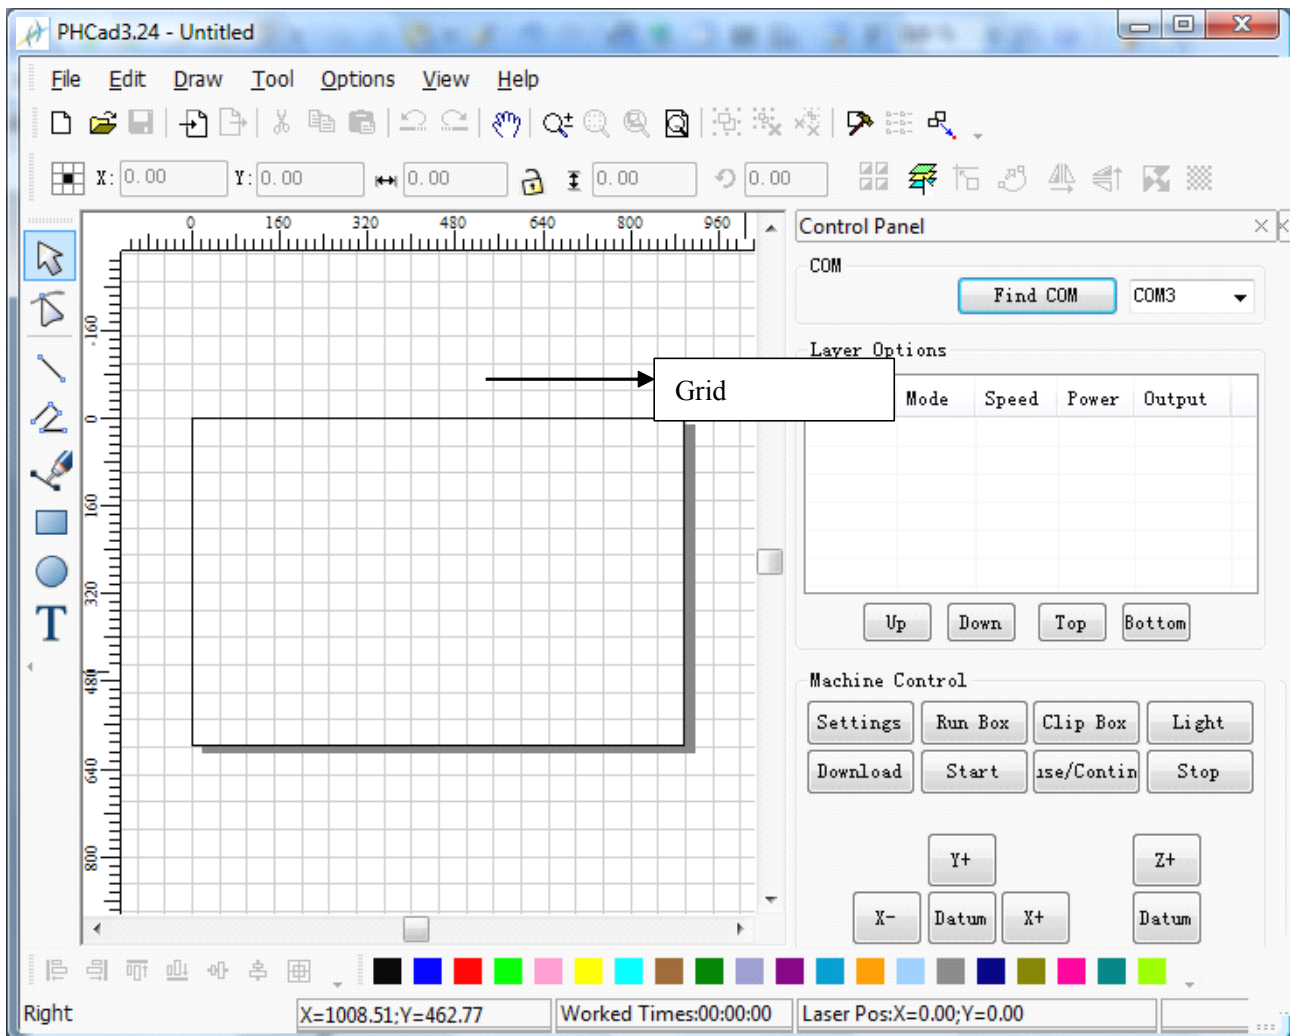 PHCad3.24 - Untitled
File Edit Draw Tool Options View Help
X: 0.00 Y: 0.00 0.00 0.00 0.00
0 160 320 480 640 800 960
-160
0
160
320
480
640
800
Grid
Control Panel
COM
Find COM COM3
Layer Options
Mode Speed Power Output
Up Down Top Bottom
Machine Control
Settings Run Box Clip Box Light
Download Start use/Contin Stop
Y+ Z+
X- Datum X+ Datum
Right X=1008.51;Y=462.77 Worked Times:00:00:00 Laser Pos:X=0.00;Y=0.00